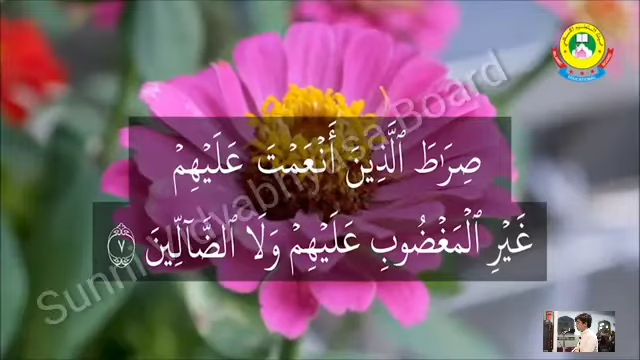 صِرَٰطَ ٱلَّذِينَ أَنْعَمْتَ عَلَيْهِمْ
غَيْرِ ٱلْمَغْضُوبِ عَلَيْهِمْ وَلَا ٱلضَّآلِّينَ ٧